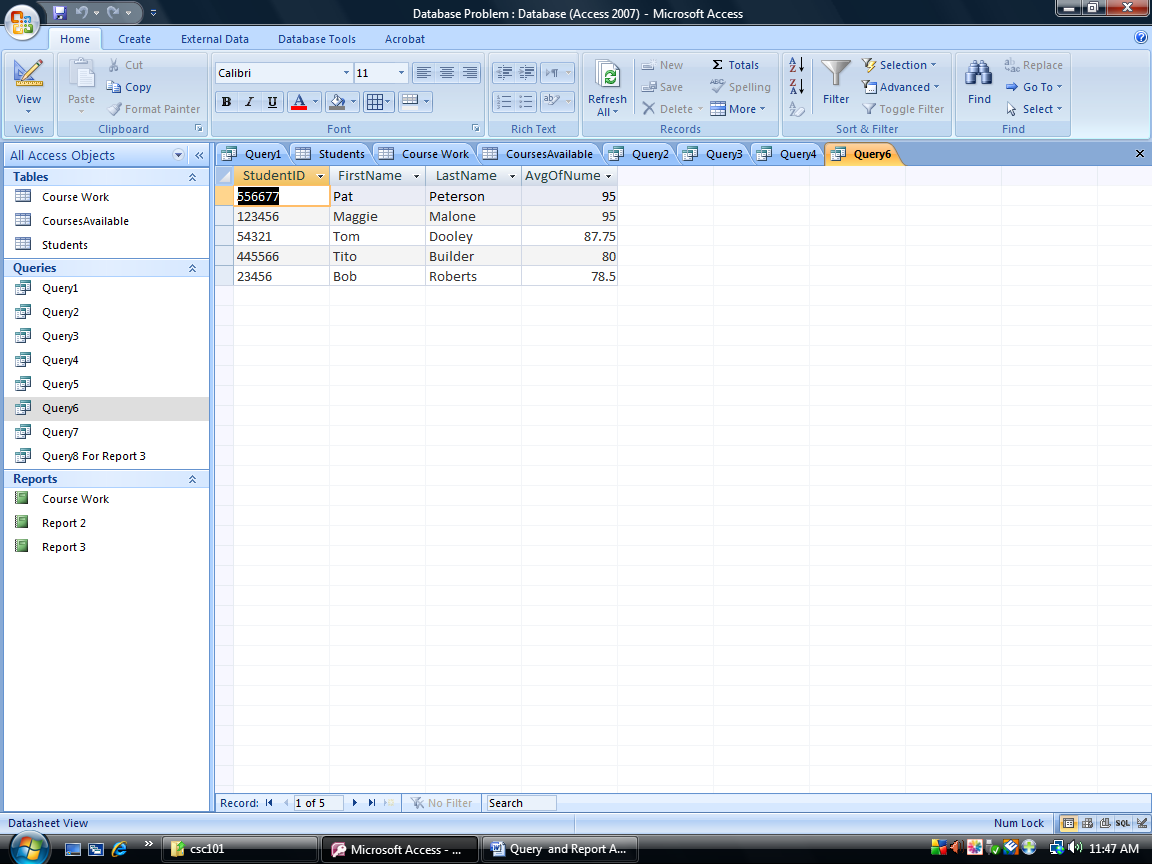 Database Problem : Database (Access 2007) - Microsoft Access
Home Create External Data Database Tools Acrobat
View
Views
Paste
Cut
Copy
Format Painter
Clipboard
Calibri 11
B I U A
Font
Rich Text
Refresh
All
New
Save
Delete
Totals
Spelling
More
Records
Filter
Selection
Advanced
Toggle Filter
Sort & Filter
Find
Replace
Go To
Select
Find
All Access Objects
Tables
Course Work
CoursesAvailable
Students
Queries
Query1
Query2
Query3
Query4
Query5
Query6
Query7
Query8 For Report 3
Reports
Course Work
Report 2
Report 3
Query1 Students Course Work CoursesAvailable Query2 Query3 Query4 Query6
StudentID FirstName LastName AvgOfNume
556677 Pat Peterson 95
123456 Maggie Malone 95
54321 Tom Dooley 87.75
445566 Tito Builder 80
23456 Bob Roberts 78.5
Record: 1 of 5 No Filter Search
Datasheet View Num Lock SQL
csc101 Microsoft Access - ... Query and Report A... 11:47 AM